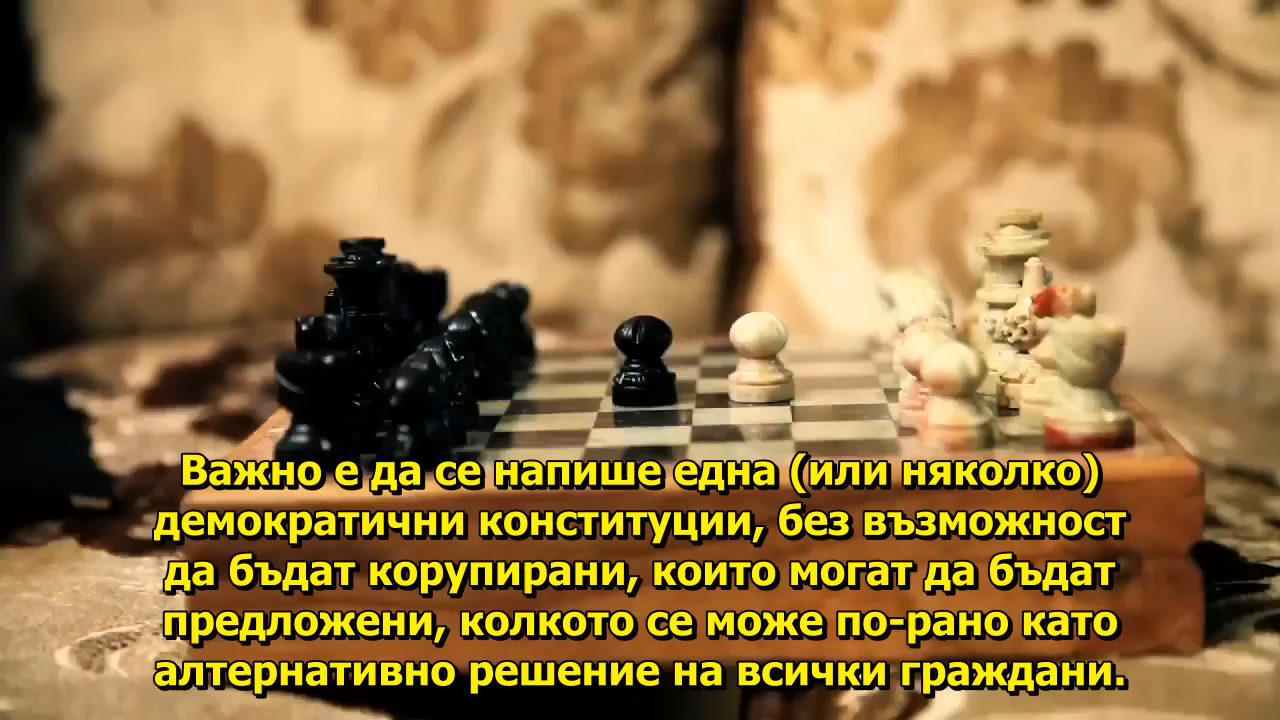 Важно е да се напише една (или няколко)
демократични конституции, без възможност
да бъдат корупирани, които могат да бъдат
предложени, колкото се може по-рано като
алтернативно решение на всички граждани.